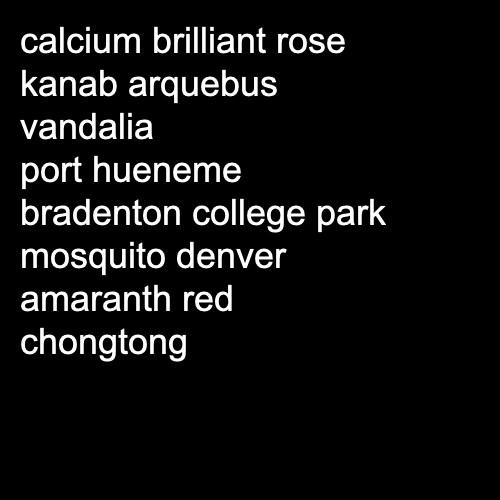 calcium brilliant rose
kanab arquebus
vandalia
port hueneme
bradenton college park
mosquito denver
amaranth red
chongtong